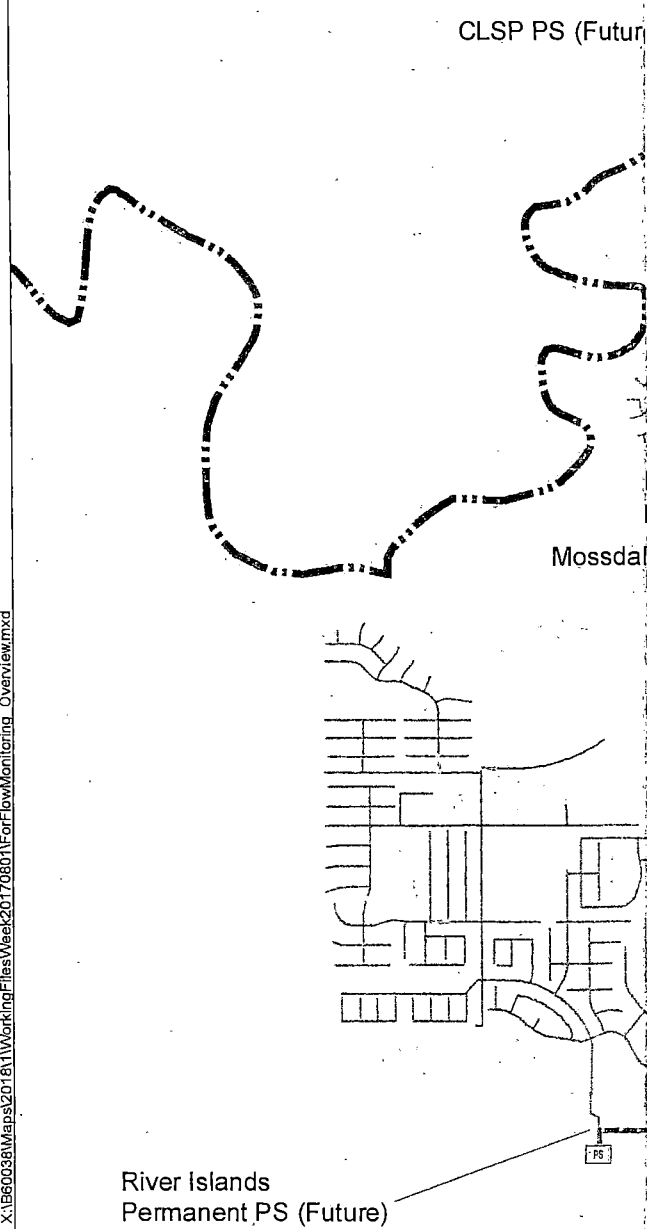 CLSP PS (Futur
Mossdal
PS
River Islands
Permanent PS (Future)
X:\B60038\Maps\2018\1\WorkingFilesWeek20170801\ForFlowMonitoring_Overview.mxd